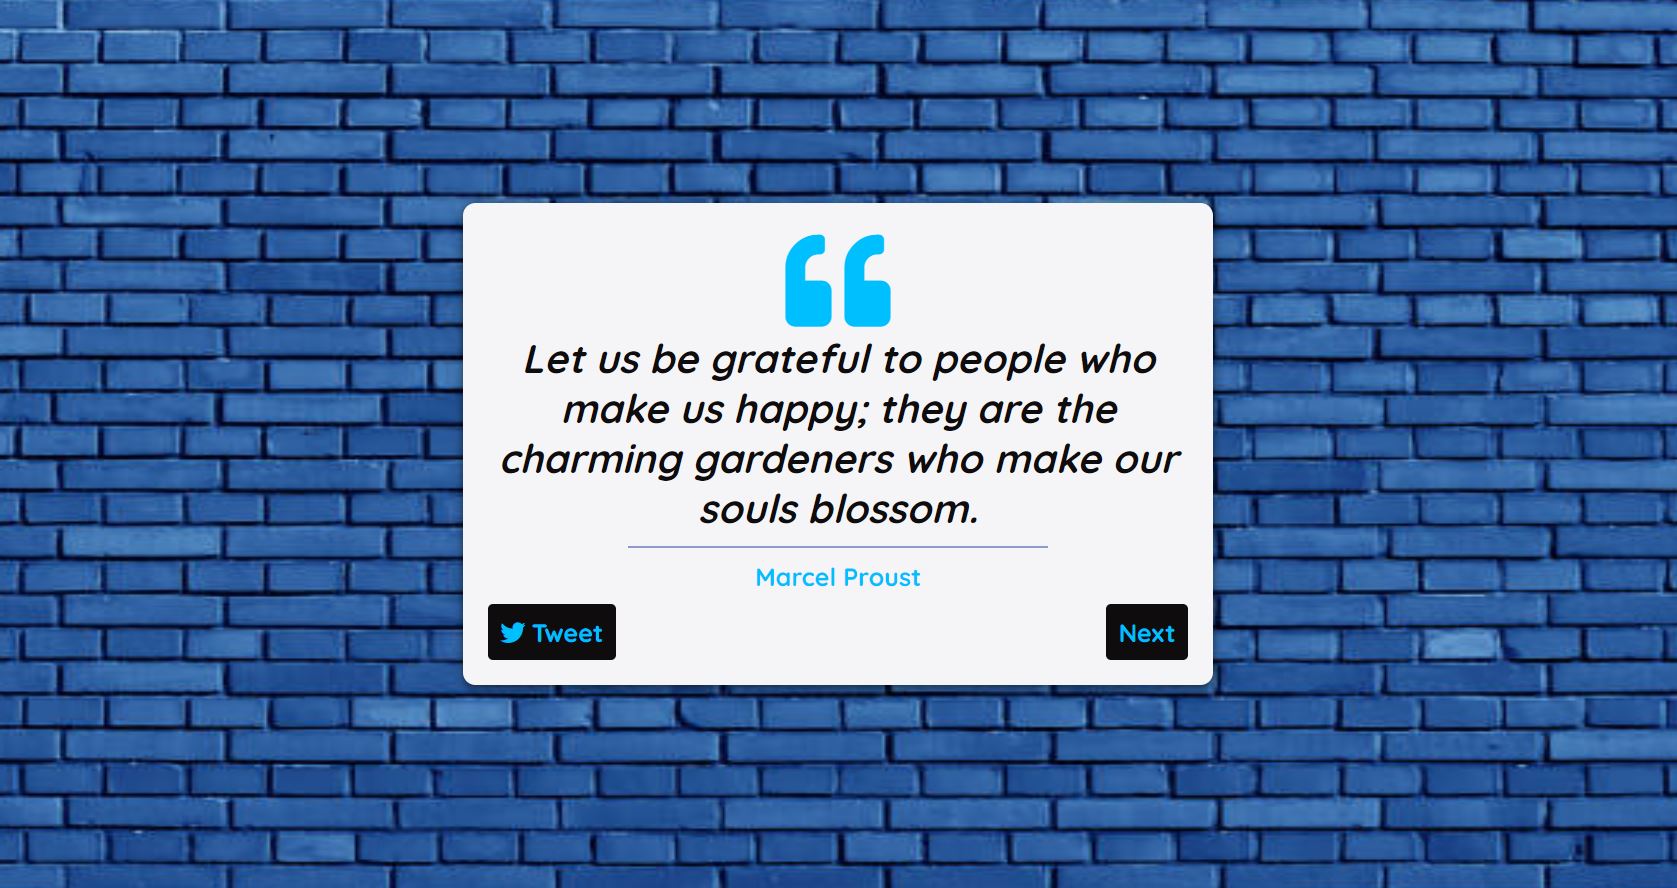 Let us be grateful to people who
make us happy; they are the
charming gardeners who make our
souls blossom.
Marcel Proust
Tweet
Next